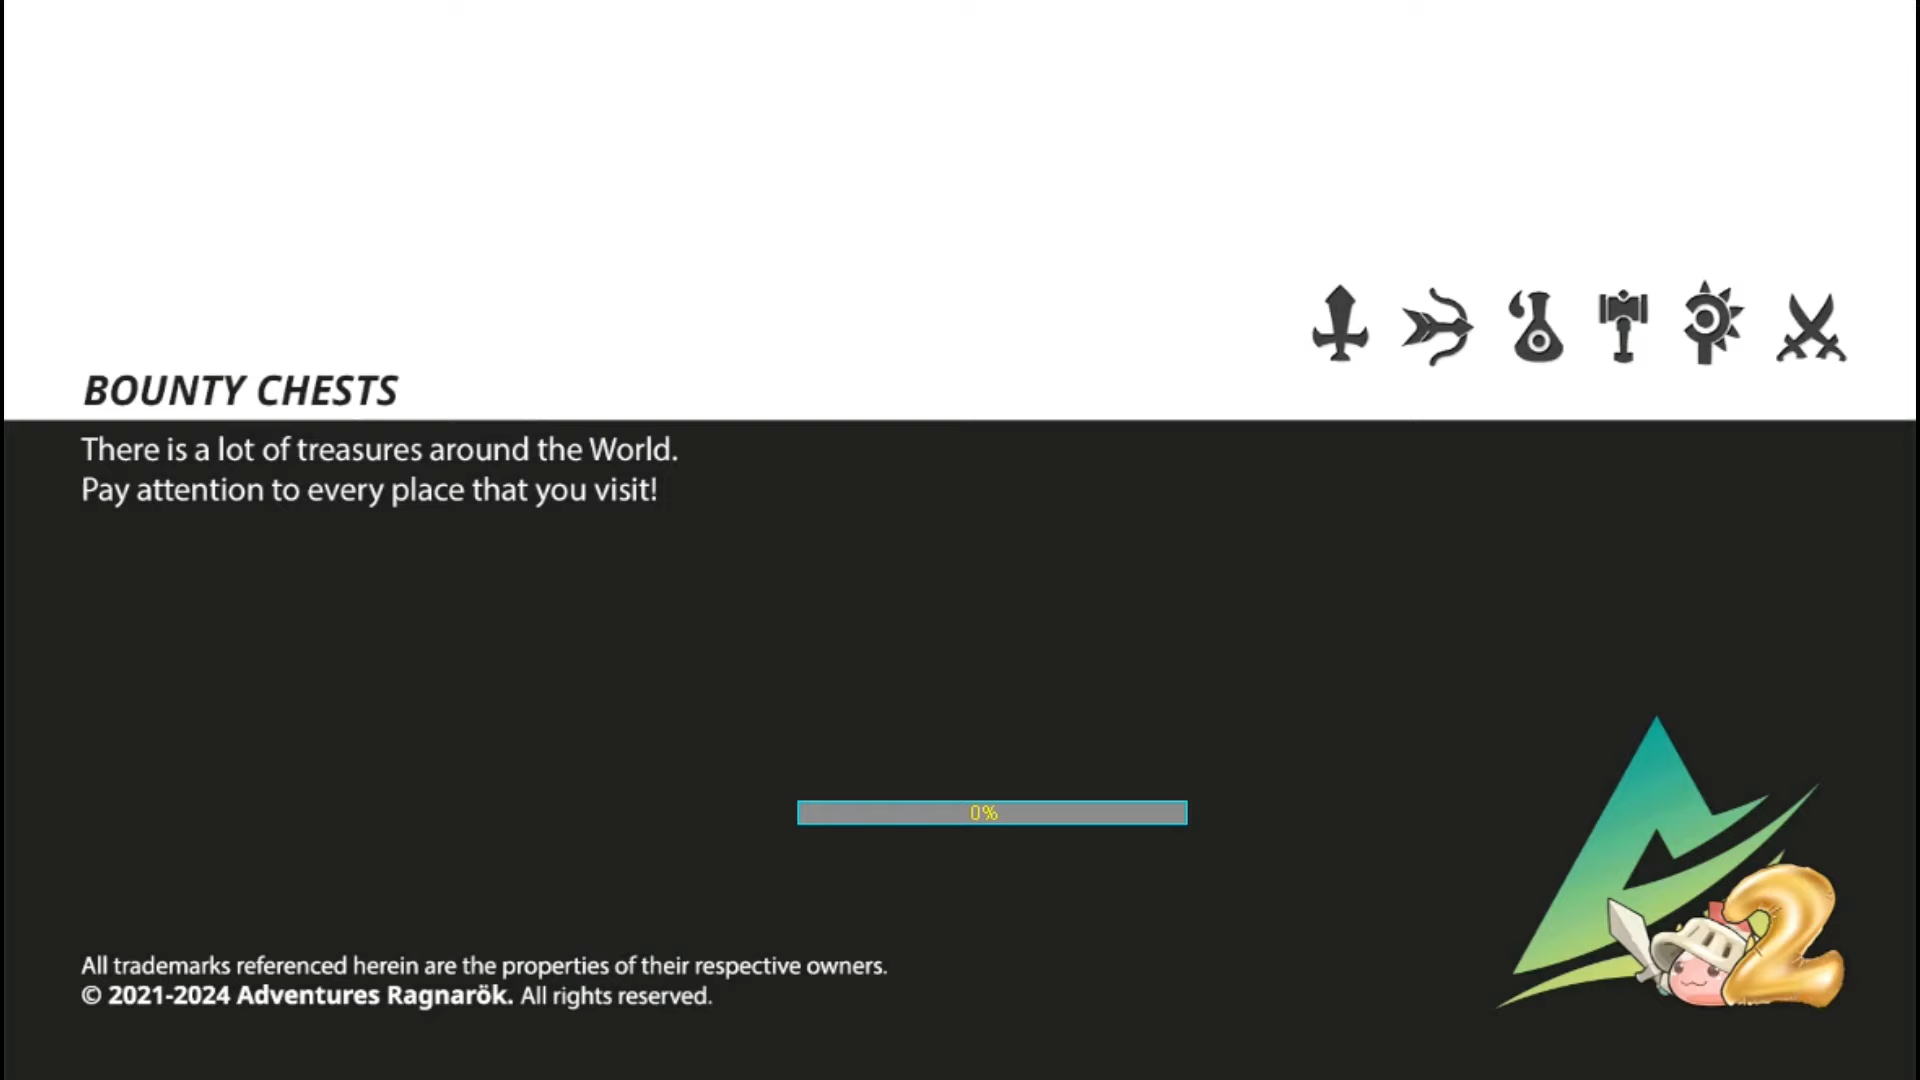 BOUNTY CHESTS
There is a lot of treasures around the World.
Pay attention to every place that you visit!
0%
2
All trademarks referenced herein are the properties of their respective owners.
© 2021-2024 Adventures Ragnarök. All rights reserved.